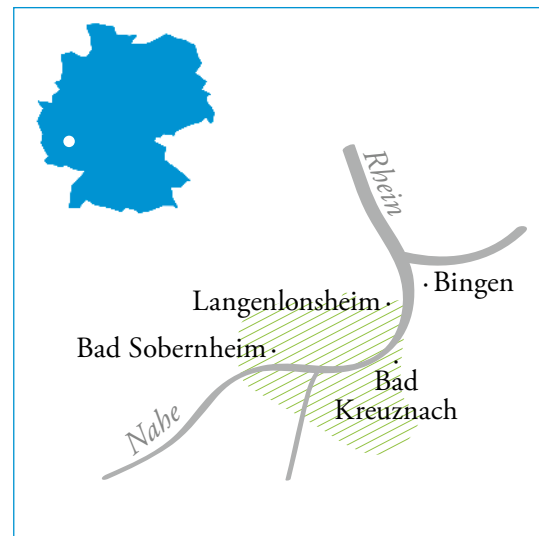 Rhein
Bingen
Langenlonsheim
Bad Sobernheim
Bad
Kreuznach
Nahe